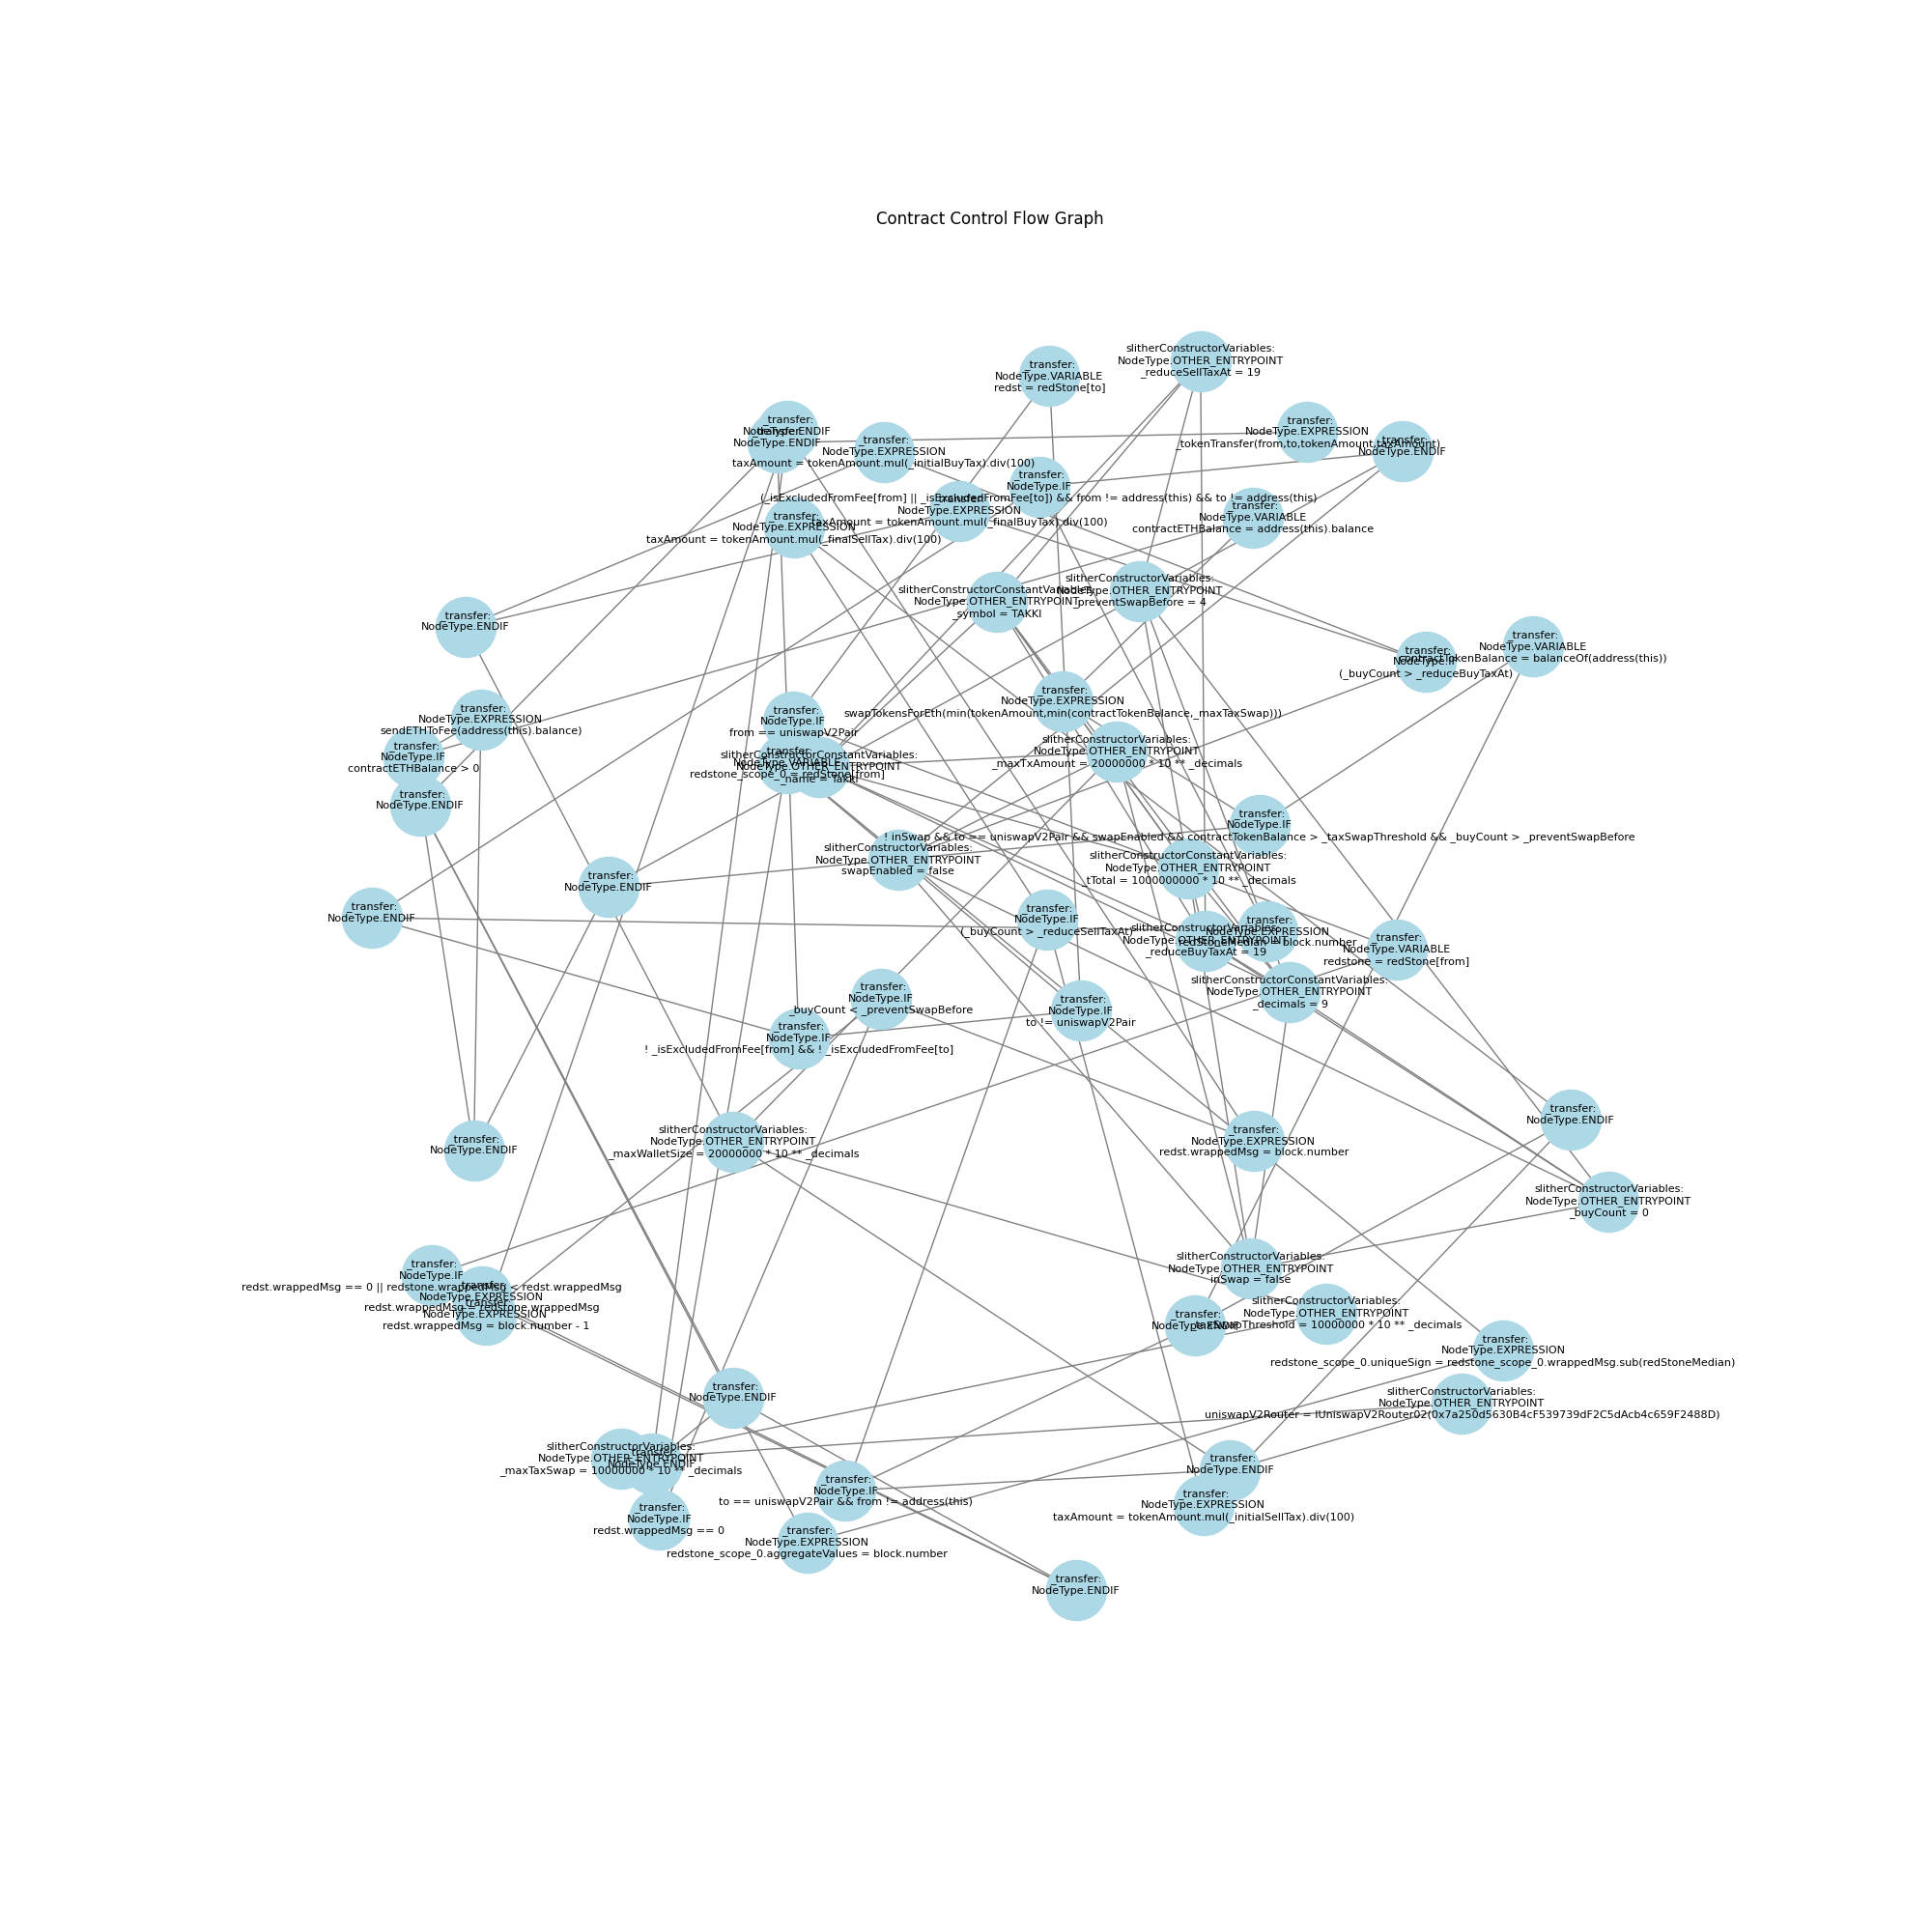 Contract Control Flow Graph
slitherConstructorVariables:
NodeType.OTHER_ENTRYPOINT
_reduceSellTaxAt = 19
_transfer:
NodeType.VARIABLE
redst = redStone[to]
_transfer:
NodeType.ENDIF
_transfer:
NodeType.ENDIF
_transfer:
NodeType.EXPRESSION
_tokenTransfer(from,to,tokenAmount,taxAmount)
_transfer:
NodeType.ENDIF
_transfer:
NodeType.EXPRESSION
taxAmount = tokenAmount.mul(_initialBuyTax).div(100)
_transfer:
NodeType.IF
(_isExcludedFromFee[from] || _isExcludedFromFee[to]) && from != address(this) && to != address(this)
_transfer:
NodeType.EXPRESSION
taxAmount = tokenAmount.mul(_finalBuyTax).div(100)
_transfer:
NodeType.VARIABLE
contractETHBalance = address(this).balance
_transfer:
NodeType.EXPRESSION
taxAmount = tokenAmount.mul(_finalSellTax).div(100)
slitherConstructorConstantVariables:
NodeType.OTHER_ENTRYPOINT
_symbol = TAKKI
slitherConstructorVariables:
NodeType.OTHER_ENTRYPOINT
_preventSwapBefore = 4
_transfer:
NodeType.ENDIF
_transfer:
NodeType.VARIABLE
contractTokenBalance = balanceOf(address(this))
_transfer:
NodeType.IF
(_buyCount > _reduceBuyTaxAt)
_transfer:
NodeType.EXPRESSION
swapTokensForEth(min(tokenAmount,min(contractTokenBalance,_maxTaxSwap)))
_transfer:
NodeType.EXPRESSION
sendETHToFee(address(this).balance)
_transfer:
NodeType.IF
from == uniswapV2Pair
_transfer:
NodeType.IF
contractETHBalance > 0
slitherConstructorVariables:
NodeType.OTHER_ENTRYPOINT
_maxTxAmount = 20000000 * 10 ** _decimals
slitherConstructorConstantVariables:
NodeType.OTHER_ENTRYPOINT
_name = Takki
_transfer:
NodeType.VARIABLE
redstone_scope_0 = redStone[from]
_transfer:
NodeType.ENDIF
_transfer:
NodeType.IF
! inSwap && to == uniswapV2Pair && swapEnabled && contractTokenBalance > _taxSwapThreshold && _buyCount > _preventSwapBefore
slitherConstructorVariables:
NodeType.OTHER_ENTRYPOINT
swapEnabled = false
slitherConstructorConstantVariables:
NodeType.OTHER_ENTRYPOINT
_tTotal = 1000000000 * 10 ** _decimals
_transfer:
NodeType.ENDIF
_transfer:
NodeType.ENDIF
_transfer:
NodeType.IF
(_buyCount > _reduceSellTaxAt)
slitherConstructorVariables:
NodeType.OTHER_ENTRYPOINT
_reduceBuyTaxAt = 19
_transfer:
NodeType.EXPRESSION
redStoneMedian = block.number
_transfer:
NodeType.VARIABLE
redstone = redStone[from]
slitherConstructorConstantVariables:
NodeType.OTHER_ENTRYPOINT
_decimals = 9
_transfer:
NodeType.IF
_buyCount < _preventSwapBefore
_transfer:
NodeType.IF
to != uniswapV2Pair
_transfer:
NodeType.IF
! _isExcludedFromFee[from] && ! _isExcludedFromFee[to]
_transfer:
NodeType.ENDIF
slitherConstructorVariables:
NodeType.OTHER_ENTRYPOINT
_maxWalletSize = 20000000 * 10 ** _decimals
_transfer:
NodeType.EXPRESSION
redst.wrappedMsg = block.number
_transfer:
NodeType.ENDIF
slitherConstructorVariables:
NodeType.OTHER_ENTRYPOINT
_buyCount = 0
slitherConstructorVariables:
NodeType.OTHER_ENTRYPOINT
inSwap = false
_transfer:
NodeType.IF
redst.wrappedMsg == 0 || redstone.wrappedMsg < redst.wrappedMsg
_transfer:
NodeType.EXPRESSION
redst.wrappedMsg = redstone.wrappedMsg
_transfer:
NodeType.EXPRESSION
redst.wrappedMsg = block.number - 1
slitherConstructorVariables:
NodeType.OTHER_ENTRYPOINT
_taxSwapThreshold = 10000000 * 10 ** _decimals
_transfer:
NodeType.ENDIF
_transfer:
NodeType.EXPRESSION
redstone_scope_0.uniqueSign = redstone_scope_0.wrappedMsg.sub(redStoneMedian)
_transfer:
NodeType.ENDIF
slitherConstructorVariables:
NodeType.OTHER_ENTRYPOINT
uniswapV2Router = IUniswapV2Router02(0x7a250d5630B4cF539739dF2C5dAcb4c659F2488D)
slitherConstructorVariables:
NodeType.OTHER_ENTRYPOINT
_maxTaxSwap = 10000000 * 10 ** _decimals
_transfer:
NodeType.ENDIF
_transfer:
NodeType.ENDIF
_transfer:
NodeType.IF
to == uniswapV2Pair && from != address(this)
_transfer:
NodeType.EXPRESSION
taxAmount = tokenAmount.mul(_initialSellTax).div(100)
_transfer:
NodeType.IF
redst.wrappedMsg == 0
_transfer:
NodeType.EXPRESSION
redstone_scope_0.aggregateValues = block.number
_transfer:
NodeType.ENDIF